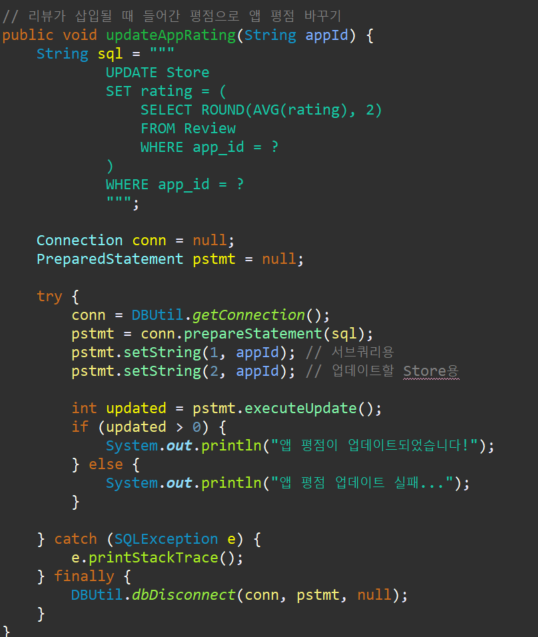 // 리뷰가 삽입될 때 들어간 평점으로 앱 평점 바꾸기
public void updateAppRating(String appId) {
    String sql = """
            UPDATE Store
            SET rating = (
                SELECT ROUND(AVG(rating), 2)
                FROM Review
                WHERE app_id = ?
            )
            WHERE app_id = ?
            """;
    Connection conn = null;
    PreparedStatement pstmt = null;
    try {
        conn = DBUtil.getConnection();
        pstmt = conn.prepareStatement(sql);
        pstmt.setString(1, appId); // 서브쿼리용
        pstmt.setString(2, appId); // 업데이트할 Store용
        int updated = pstmt.executeUpdate();
        if (updated > 0) {
            System.out.println("앱 평점이 업데이트되었습니다!");
        } else {
            System.out.println("앱 평점 업데이트 실패...");
        }
    } catch (SQLException e) {
        e.printStackTrace();
    } finally {
        DBUtil.dbDisconnect(conn, pstmt, null);
    }
}